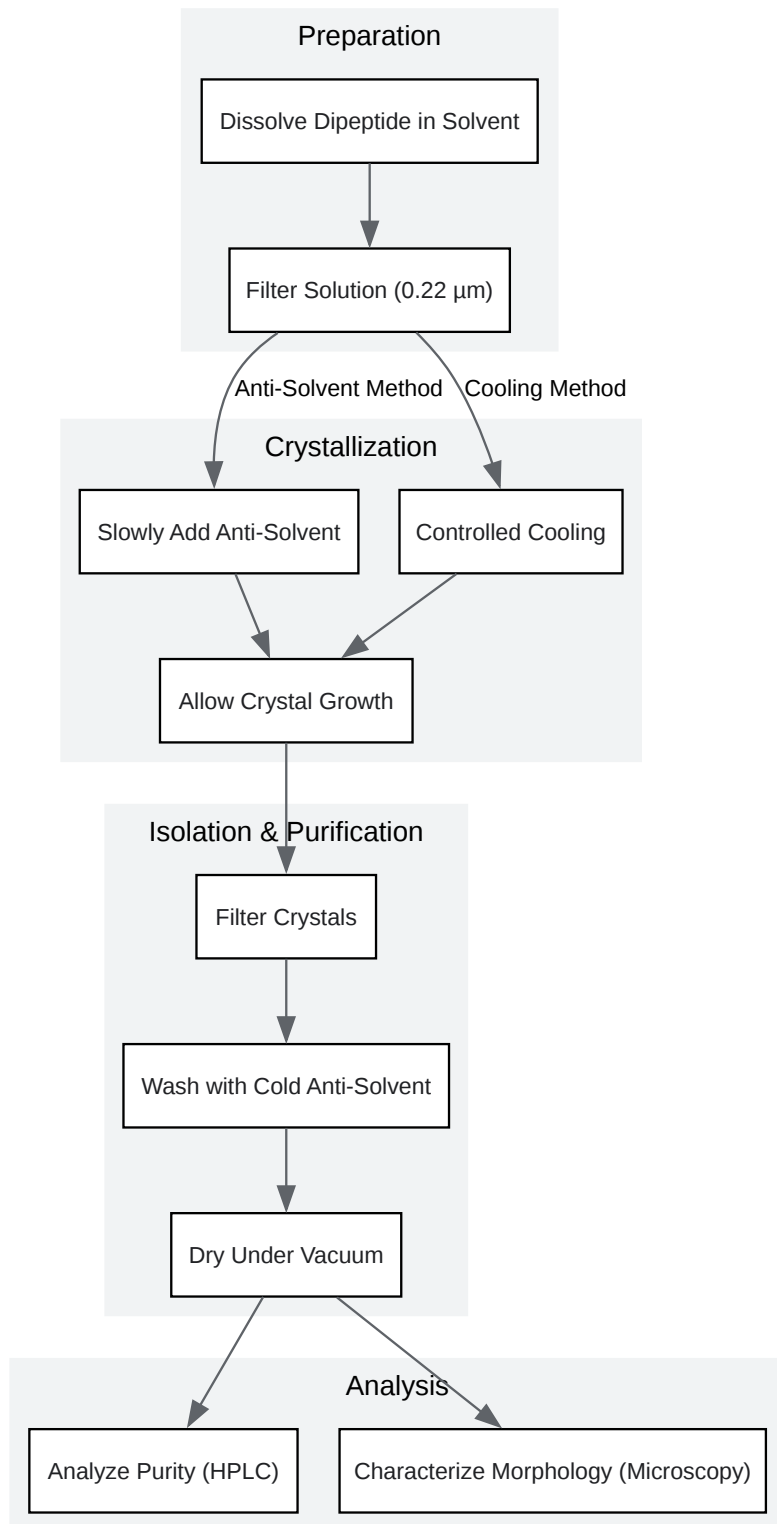 Preparation
Dissolve Dipeptide in Solvent
Filter Solution (0.22 µm)
Anti-Solvent Method
Cooling Method
Crystallization
Slowly Add Anti-Solvent
Controlled Cooling
Allow Crystal Growth
Isolation & Purification
Filter Crystals
Wash with Cold Anti-Solvent
Dry Under Vacuum
Analysis
Analyze Purity (HPLC)
Characterize Morphology (Microscopy)